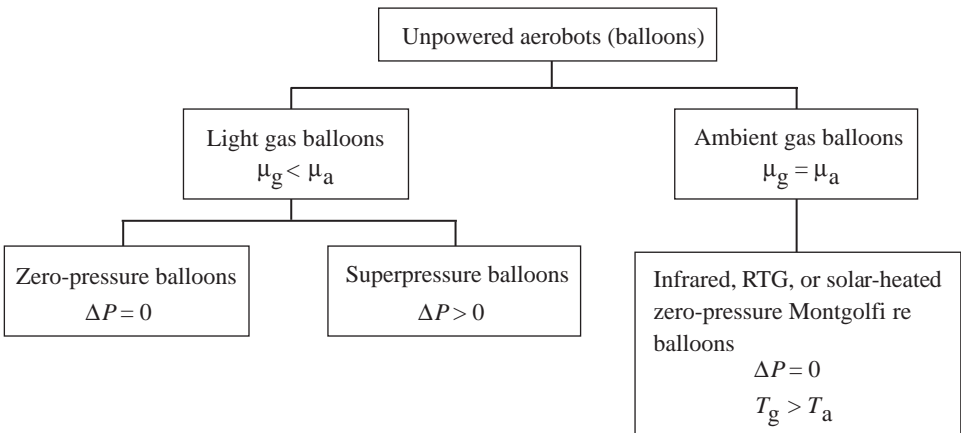 Unpowered aerobots (balloons)
Light gas balloons
μg < μa
Ambient gas balloons
μg = μa
Zero-pressure balloons
ΔP = 0
Superpressure balloons
ΔP > 0
Infrared, RTG, or solar-heated
zero-pressure Montgolfi re
balloons
ΔP = 0
Tg > Ta